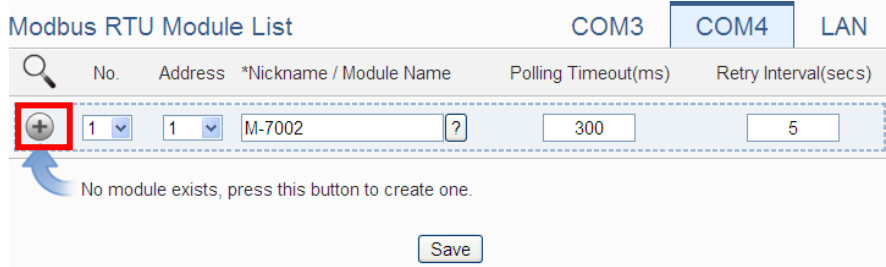 Modbus RTU Module List COM3 COM4 LAN
No. Address *Nickname / Module Name Polling Timeout(ms) Retry Interval(secs)
1 1 M-7002 ? 300 5
No module exists, press this button to create one.
Save